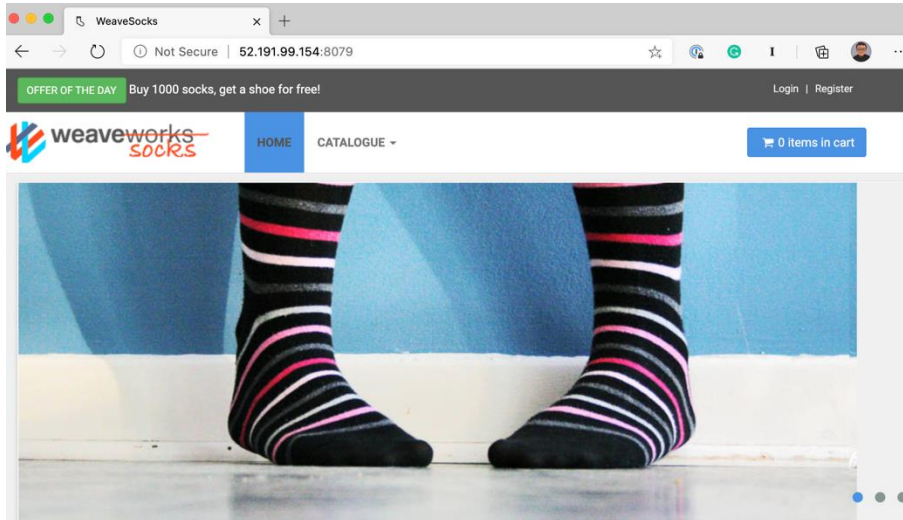 WeaveSocks
Not Secure | 52.191.99.154:8079
OFFER OF THE DAY Buy 1000 socks, get a shoe for free! Login | Register
weaveworks HOME CATALOGUE 0 items in cart
socks